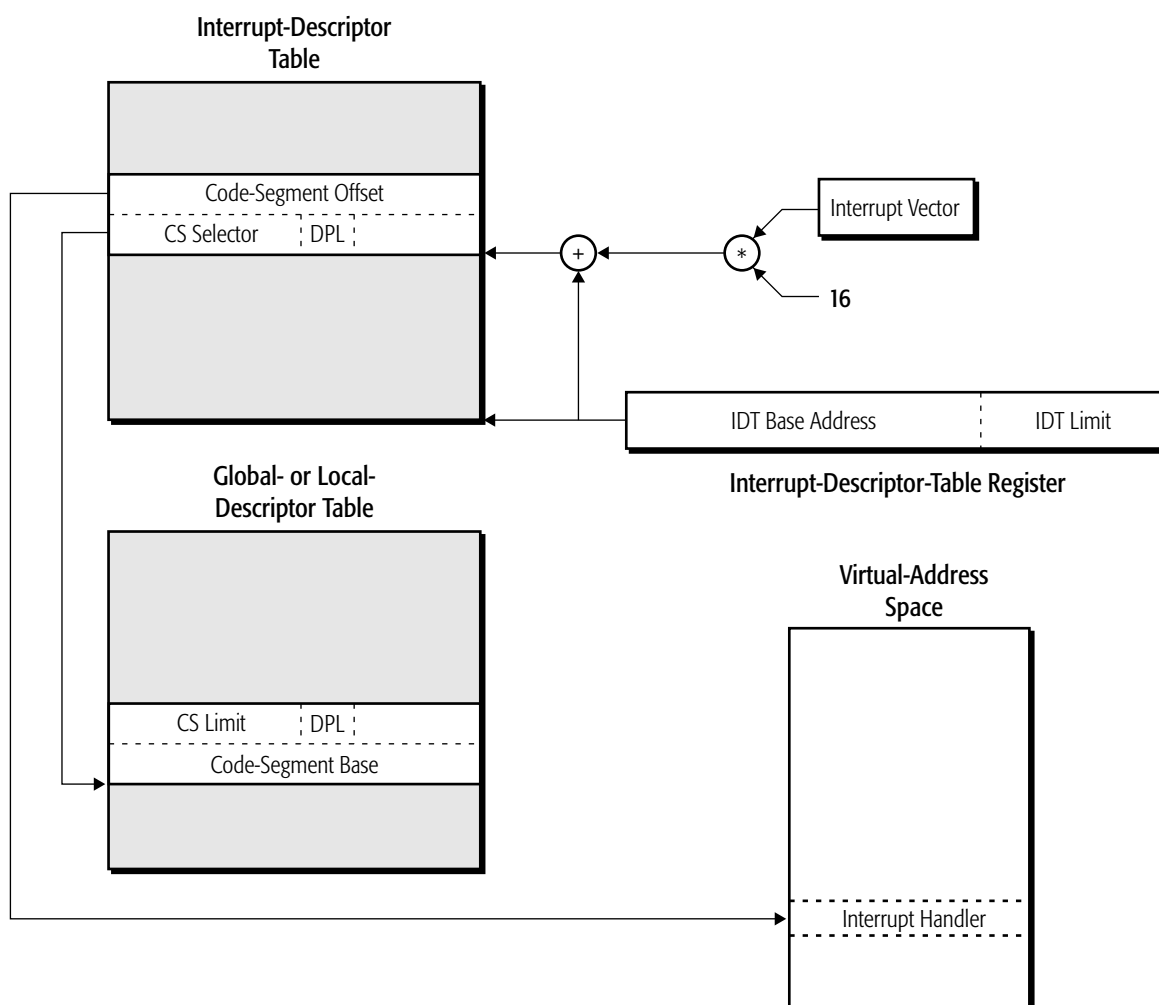 Interrupt-Descriptor
Table
Code-Segment Offset
CS Selector DPL
Interrupt Vector
+
*
16
IDT Base Address IDT Limit
Interrupt-Descriptor-Table Register
Global- or Local-
Descriptor Table
CS Limit DPL
Code-Segment Base
Virtual-Address
Space
Interrupt Handler